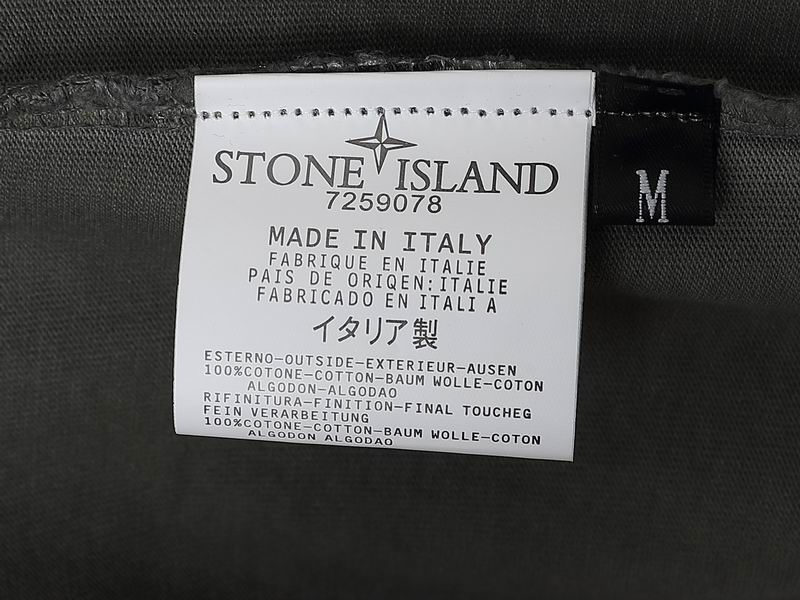 STONE ISLAND
7259078
MADE IN ITALY
FABRIQUE EN ITALIE
PAIS DE ORIQEN:ITALIE
FABRICADO EN ITALI A
イタリア製
ESTERNO-OUTSIDE-EXTERIEUR-AUSEN
100%COTONE-COTTON-BAUM WOLLE-COTON
ALGODON-ALGODAO
RIFINITURA-FINITION-FINAL TOUCHEG
FEIN VERARBEITUNG
100%COTONE-COTTON-BAUM WOLLE-COTON
ALGODON ALGODAO
M